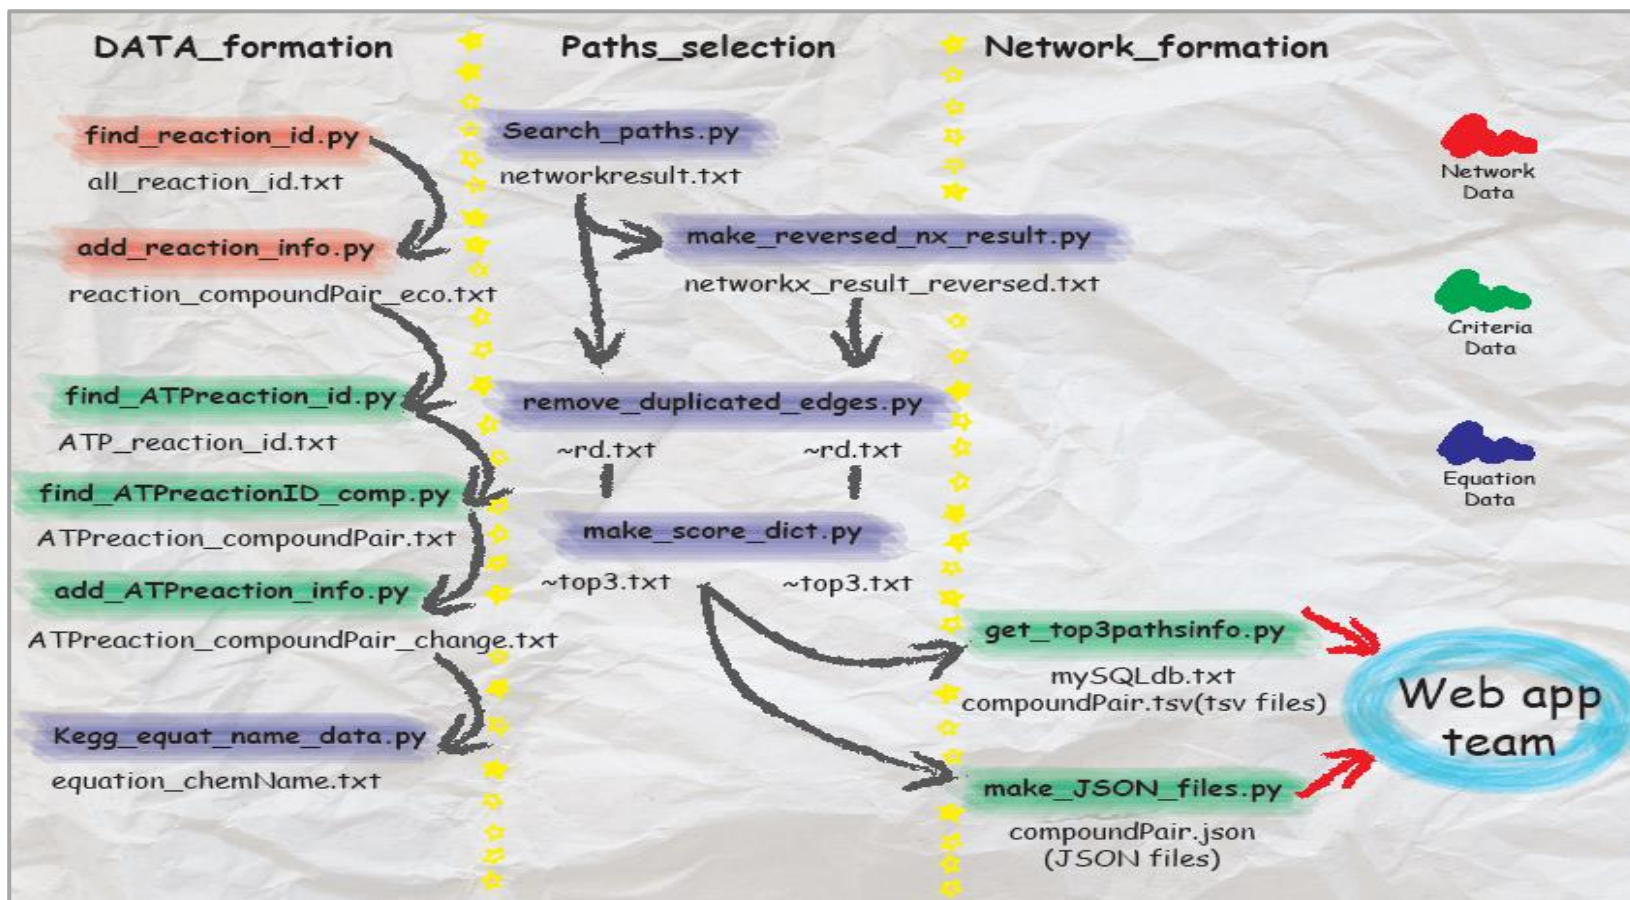 DATA_formation
find_reaction_id.py
all_reaction_id.txt
add_reaction_info.py
reaction_compoundPair_eco.txt
find_ATPreaction_id.py
ATP_reaction_id.txt
find_ATPreactionID_comp.py
ATPreaction_compoundPair.txt
add_ATPreaction_info.py
ATPreaction_compoundPair_change.txt
Kegg_equat_name_data.py
equation_chemName.txt
Paths_selection
Search_paths.py
networkresult.txt
make_reversed_nx_result.py
networkx_result_reversed.txt
remove_duplicated_edges.py
~rd.txt
~rd.txt
make_score_dict.py
~top3.txt
~top3.txt
Network_formation
get_top3pathsinfo.py
mySQLdb.txt
compoundPair.tsv(tsv files)
make_JSON_files.py
compoundPair.json
(JSON files)
Network
Data
Criteria
Data
Equation
Data
Web app
team